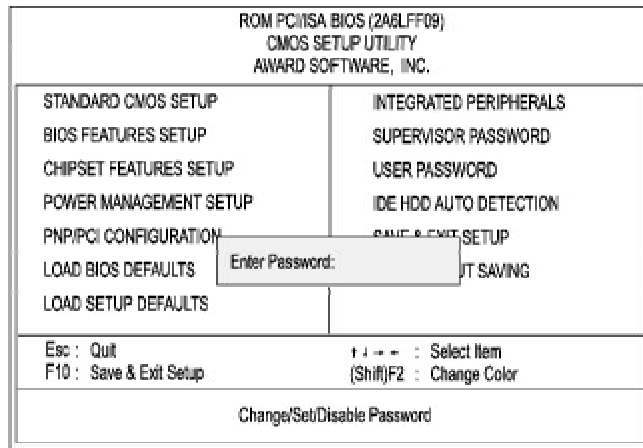 ROM PCI/ISA BIOS (2A6LFF09)
CMOS SETUP UTILITY
AWARD SOFTWARE, INC.
STANDARD CMOS SETUP
BIOS FEATURES SETUP
CHIPSET FEATURES SETUP
POWER MANAGEMENT SETUP
PNP/PCI CONFIGURATION
LOAD BIOS DEFAULTS
LOAD SETUP DEFAULTS
INTEGRATED PERIPHERALS
SUPERVISOR PASSWORD
USER PASSWORD
IDE HDD AUTO DETECTION
SAVE & EXIT SETUP
SAVING
Enter Password:
Esc : Quit
F10 : Save & Exit Setup
↑ ↓ → ← : Select Item
(Shift)F2 : Change Color
Change/Set/Disable Password